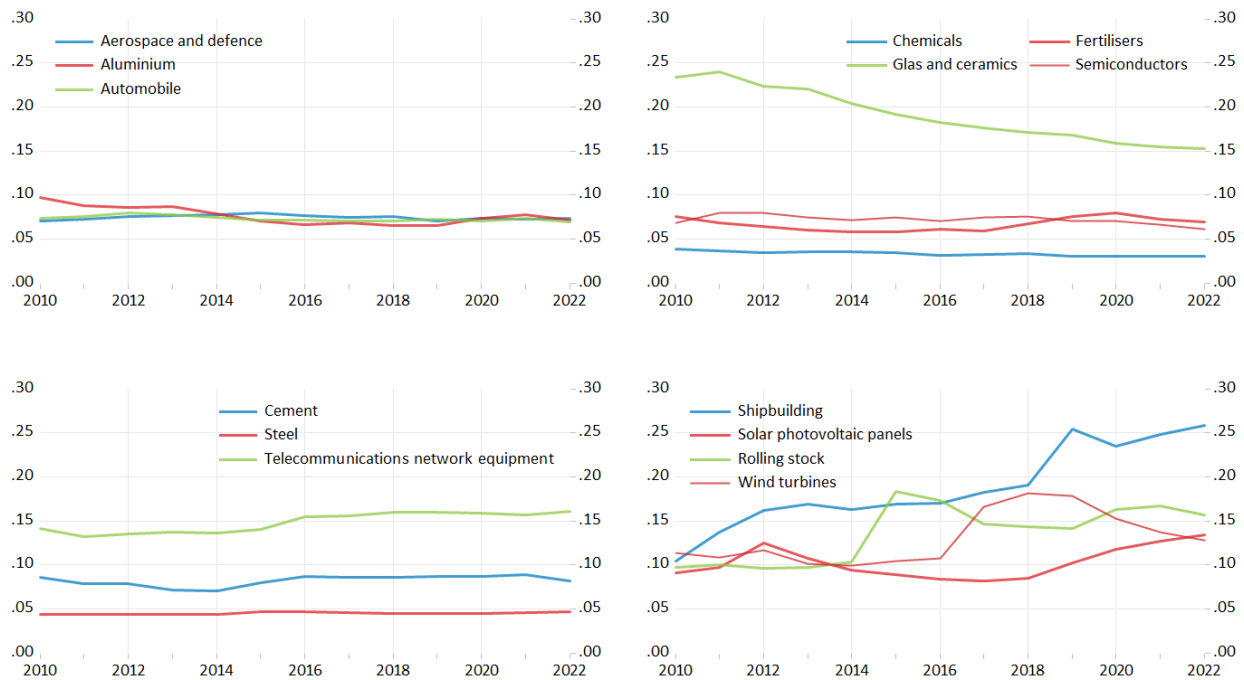 .30 .30
Aerospace and defence
.25 Aluminium .25
Automobile
.20 .20
.15 .15
.10 .10
.05 .05
.00 .00
2010 2012 2014 2016 2018 2020 2022
.30 .30
Chemicals Fertilisers
.25 Glas and ceramics Semiconductors .25
.20 .20
.15 .15
.10 .10
.05 .05
.00 .00
2010 2012 2014 2016 2018 2020 2022
.30 .30
Cement
.25 Steel .25
Telecommunications network equipment
.20 .20
.15 .15
.10 .10
.05 .05
.00 .00
2010 2012 2014 2016 2018 2020 2022
.30 .30
Shipbuilding
.25 Solar photovoltaic panels .25
Rolling stock
.20 Wind turbines .20
.15 .15
.10 .10
.05 .05
.00 .00
2010 2012 2014 2016 2018 2020 2022